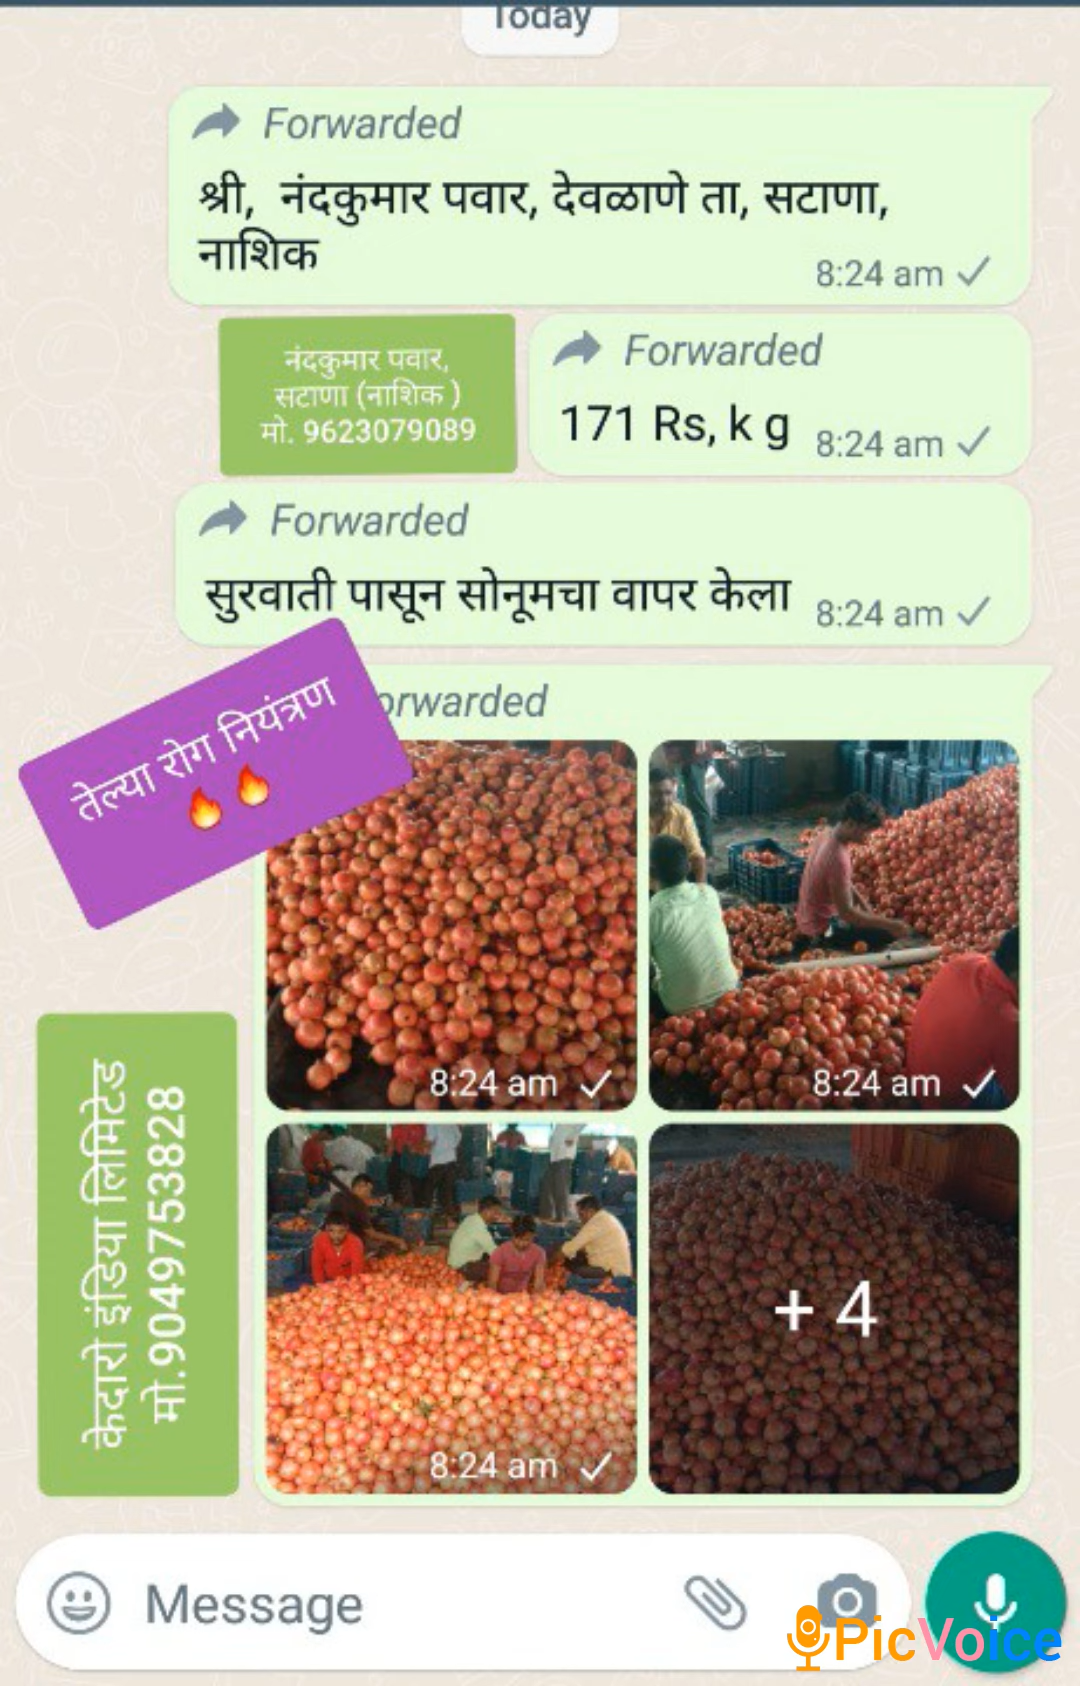 Today
Forwarded
श्री, नंदकुमार पवार, देवळाणे ता, सटाणा,
नाशिक
8:24 am
नंदकुमार पवार,
सटाणा (नाशिक )
मो. 9623079089
Forwarded
171 Rs, k g
8:24 am
Forwarded
सुरवाती पासून सोनूमचा वापर केला
8:24 am
तेल्या रोग नियंत्रण
orwarded
8:24 am
8:24 am
केदारो इंडिया लिमिटेड
मो.9049753828
8:24 am
+ 4
Message
PicVoice